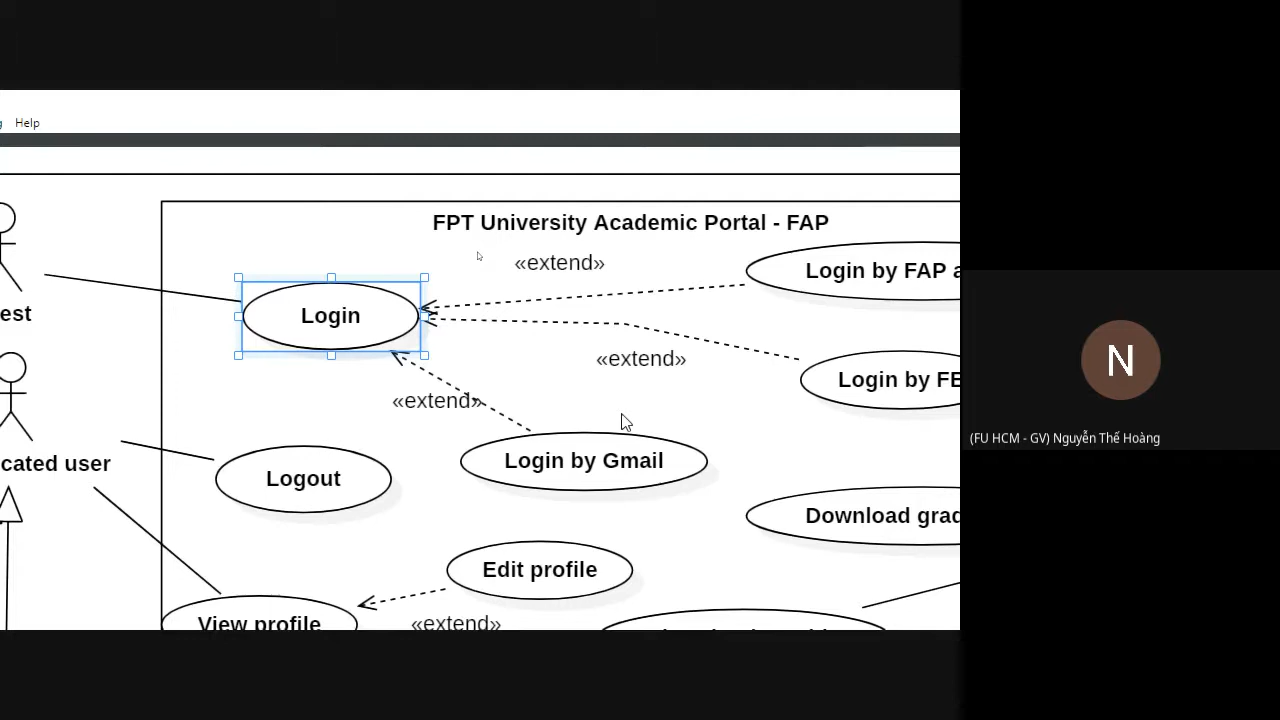 Help
FPT University Academic Portal - FAP
«extend»
Login by FAP a
est
Login
«extend»
Login by FE
«extend»
(FU HCM - GV) Nguyễn Thế Hoàng
N
cated user
Login by Gmail
Logout
Download grad
Edit profile
View profile
«extend»